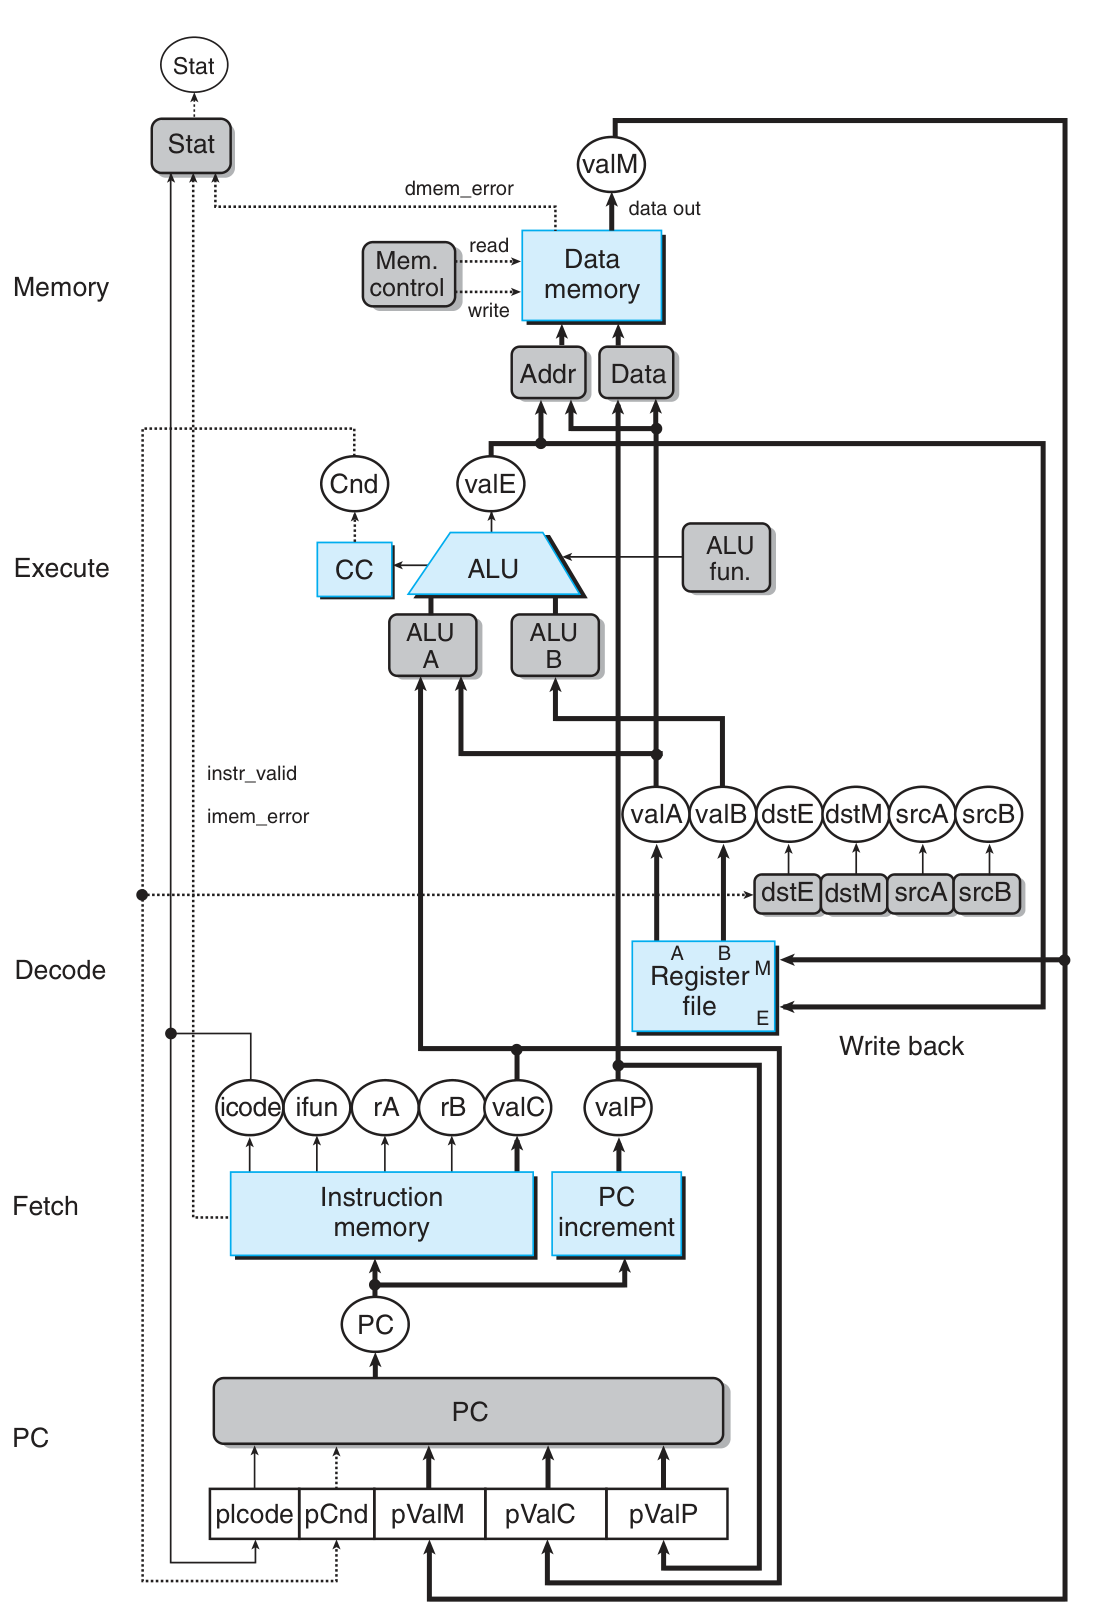 Stat
Stat
valM
dmem_error
data out
read
Mem.
control
write
Data
memory
Memory
Addr
Data
Cnd
valE
CC
ALU
ALU
fun.
Execute
ALU
A
ALU
B
instr_valid
imem_error
valA
valB
dstE
dstM
srcA
srcB
dstE
dstM
srcA
srcB
A
B
M
Register
file
E
Decode
Write back
icode
ifun
rA
rB
valC
valP
Fetch
Instruction
memory
PC
increment
PC
PC
PC
pIcode
pCnd
pValM
pValC
pValP